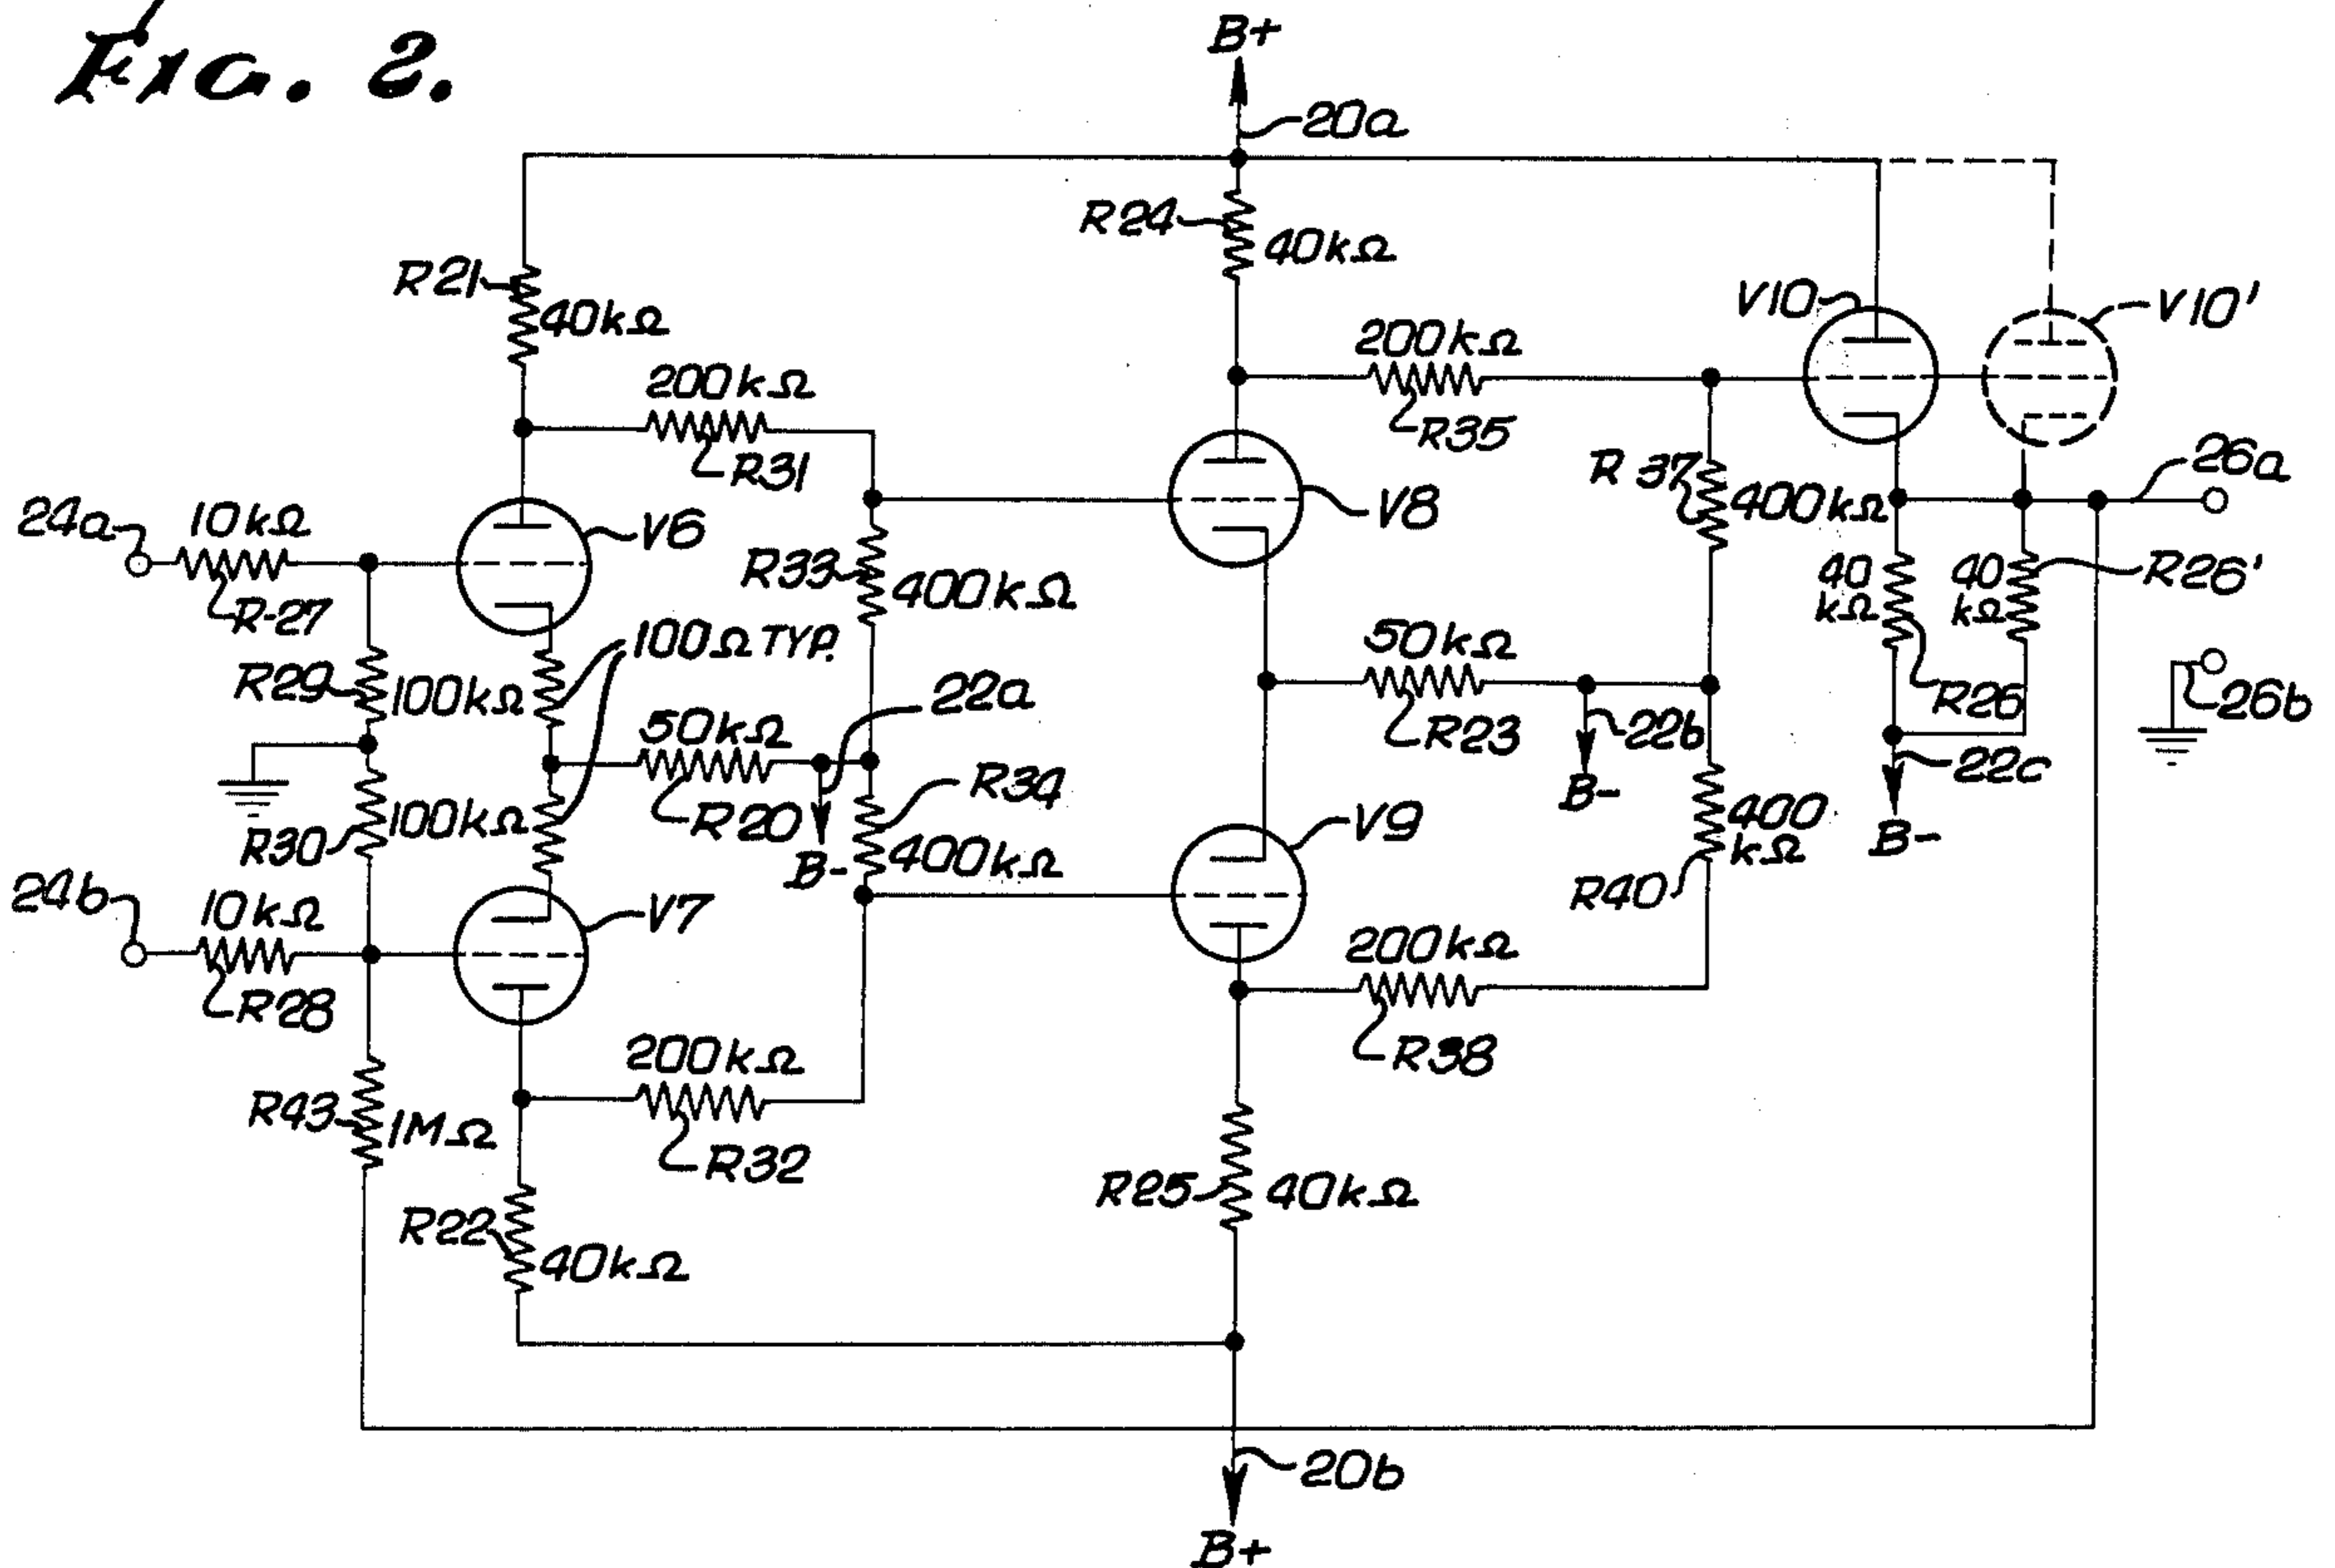 FIG. 2.
B+
20a
R24
40kΩ
R21
40kΩ
V10
V10'
200kΩ
R35
200kΩ
R31
R37
400kΩ
26a
24a
10kΩ
R-27
V6
V8
R33
400kΩ
40
kΩ
40
kΩ
R26'
100Ω TYP.
R29
100kΩ
50kΩ
R23
22b
B-
R26
26b
22a
50kΩ
R20
B-
R34
400kΩ
22c
B-
R30
100kΩ
V9
400
kΩ
R40
24b
10kΩ
R28
V7
200kΩ
R38
200kΩ
R32
R43
1MΩ
R25
40kΩ
R22
40kΩ
20b
B+